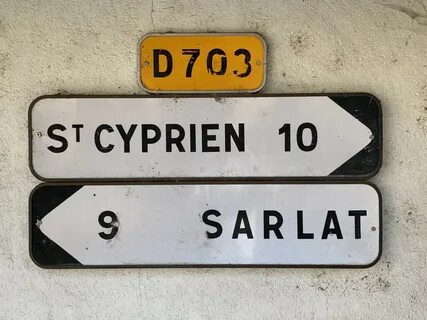 D703
ST CYPRIEN 10
9 SARLAT